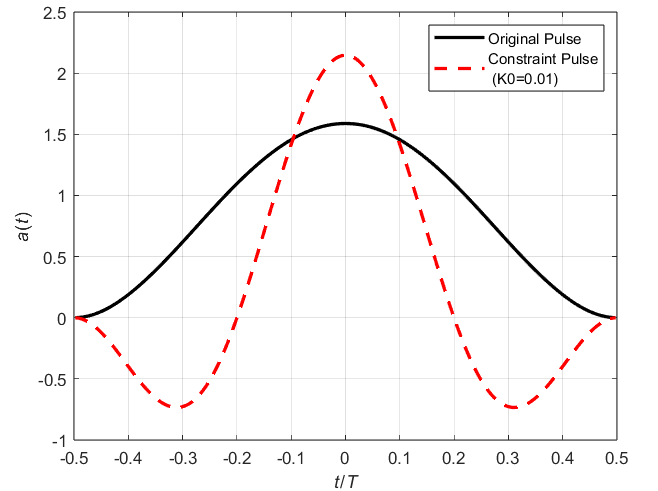 2.5
2
1.5
1
0.5
0
-0.5
-1
a(t)
Original Pulse
Constraint Pulse
(K0=0.01)
-0.5 -0.4 -0.3 -0.2 -0.1 0 0.1 0.2 0.3 0.4 0.5
t/T